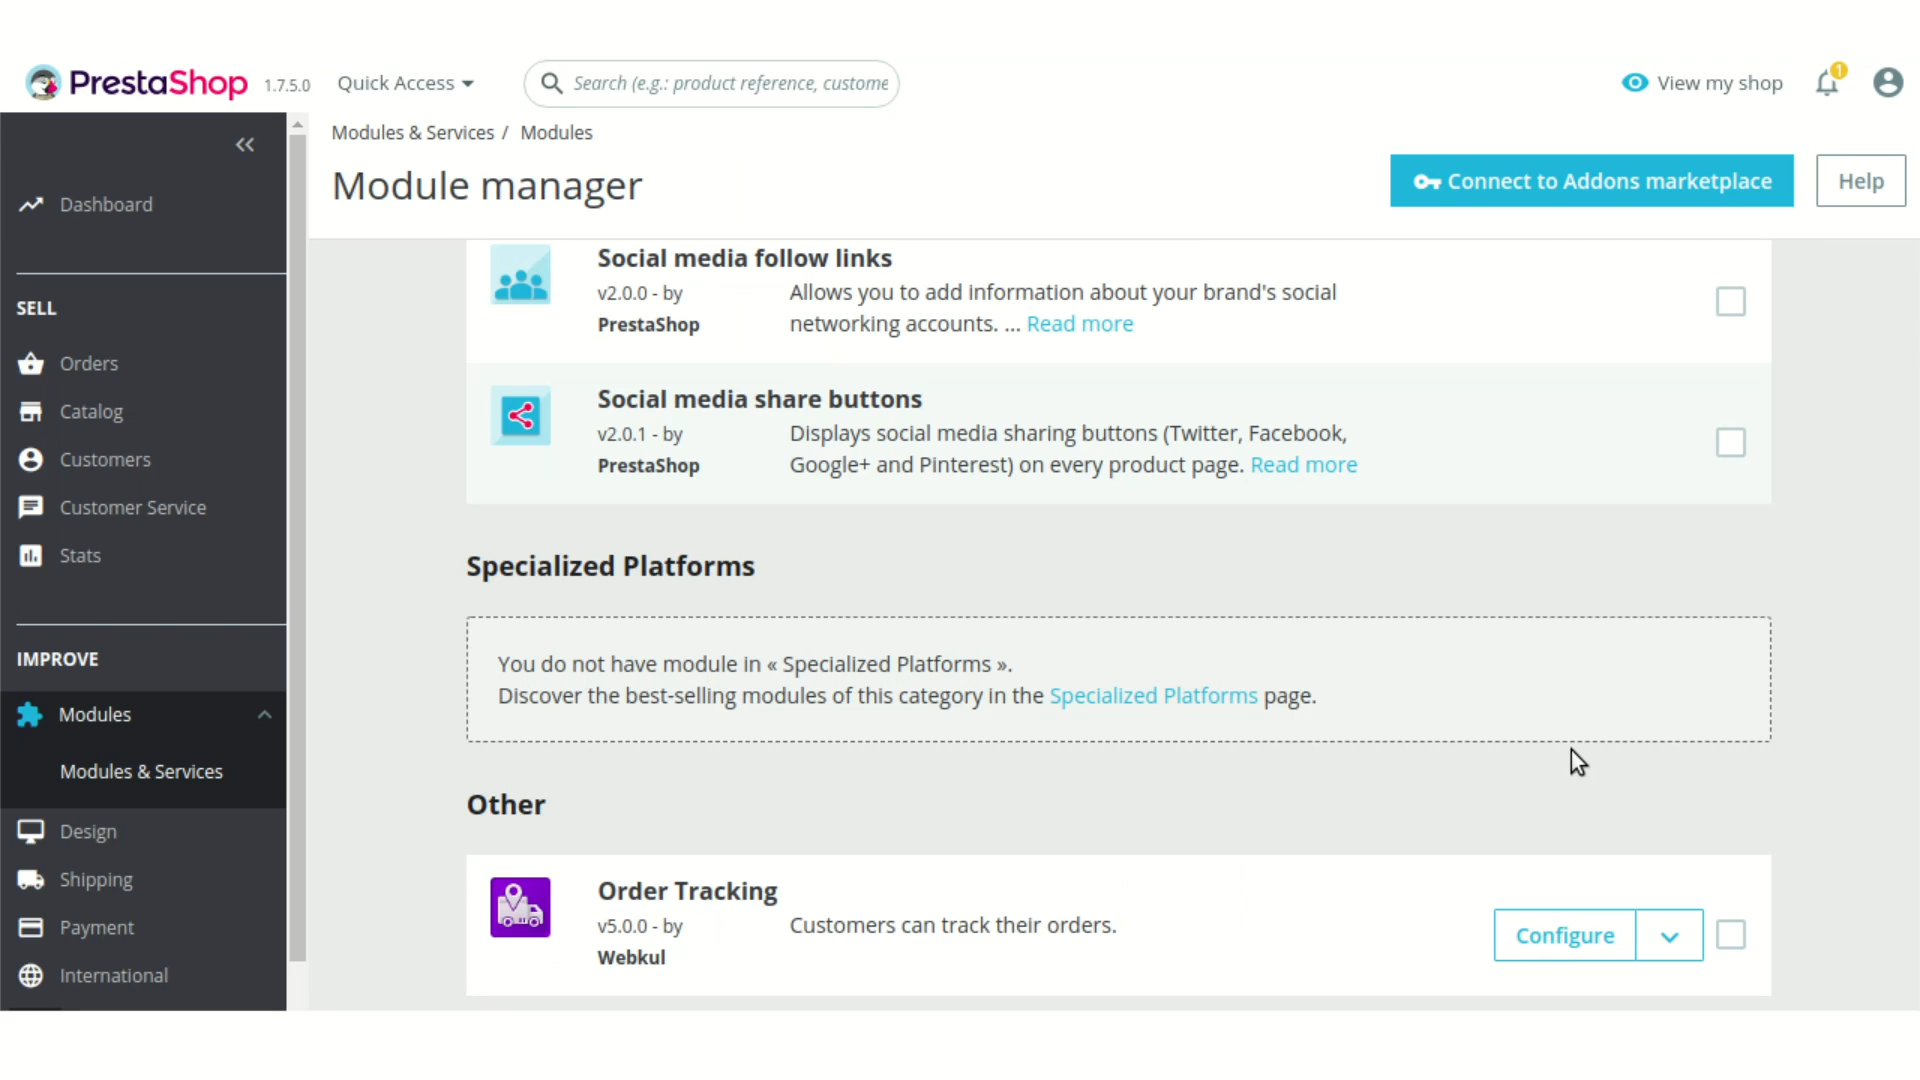 PrestaShop 1.7.5.0 Quick Access Search (e.g.: product reference, custome View my shop 1
Modules & Services / Modules
Module manager
Connect to Addons marketplace Help
Dashboard
SELL
Orders
Catalog
Customers
Customer Service
Stats
IMPROVE
Modules
Modules & Services
Design
Shipping
Payment
International
Social media follow links
v2.0.0 - by
PrestaShop
Allows you to add information about your brand's social
networking accounts. ... Read more
Social media share buttons
v2.0.1 - by
PrestaShop
Displays social media sharing buttons (Twitter, Facebook,
Google+ and Pinterest) on every product page. Read more
Specialized Platforms
You do not have module in « Specialized Platforms ».
Discover the best-selling modules of this category in the Specialized Platforms page.
Other
Order Tracking
v5.0.0 - by
Webkul
Customers can track their orders.
Configure